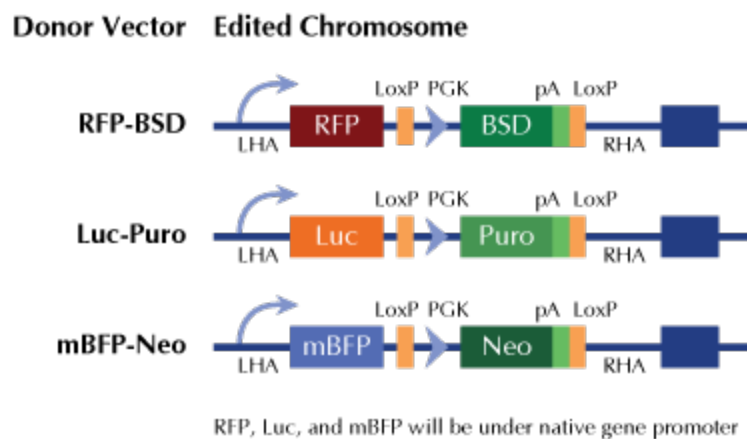 Donor Vector Edited Chromosome
LoxP PGK pA LoxP
RFP-BSD RFP BSD
LHA RHA
LoxP PGK pA LoxP
Luc-Puro Luc Puro
LHA RHA
LoxP PGK pA LoxP
mBFP-Neo mBFP Neo
LHA RHA
RFP, Luc, and mBFP will be under native gene promoter